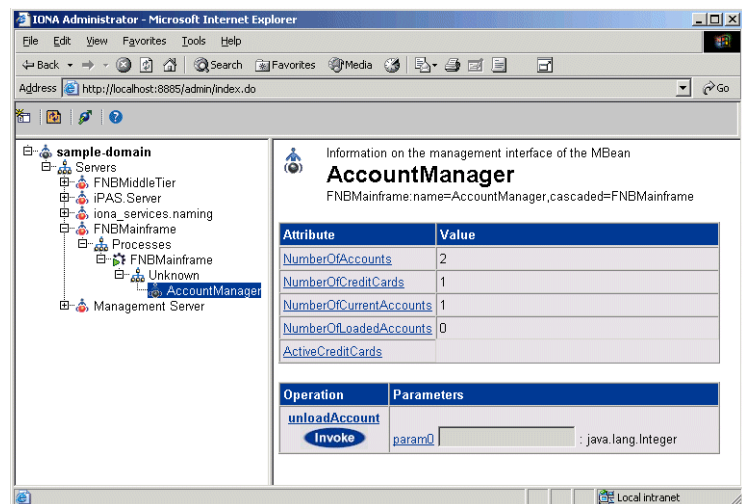 IONA Administrator - Microsoft Internet Explorer
File Edit View Favorites Tools Help
Back Search Favorites Media
Address http://localhost:8885/admin/index.do Go
sample-domain
Servers
FNBMiddleTier
iPAS.Server
iona_services.naming
FNBMainframe
Processes
FNBMainframe
Unknown
AccountManager
Management Server
Information on the management interface of the MBean
AccountManager
FNBMainframe:name=AccountManager,cascaded=FNBMainframe
Attribute Value
NumberOfAccounts 2
NumberOfCreditCards 1
NumberOfCurrentAccounts 1
NumberOfLoadedAccounts 0
ActiveCreditCards
Operation Parameters
unloadAccount
Invoke param0 : java.lang.Integer
Local intranet